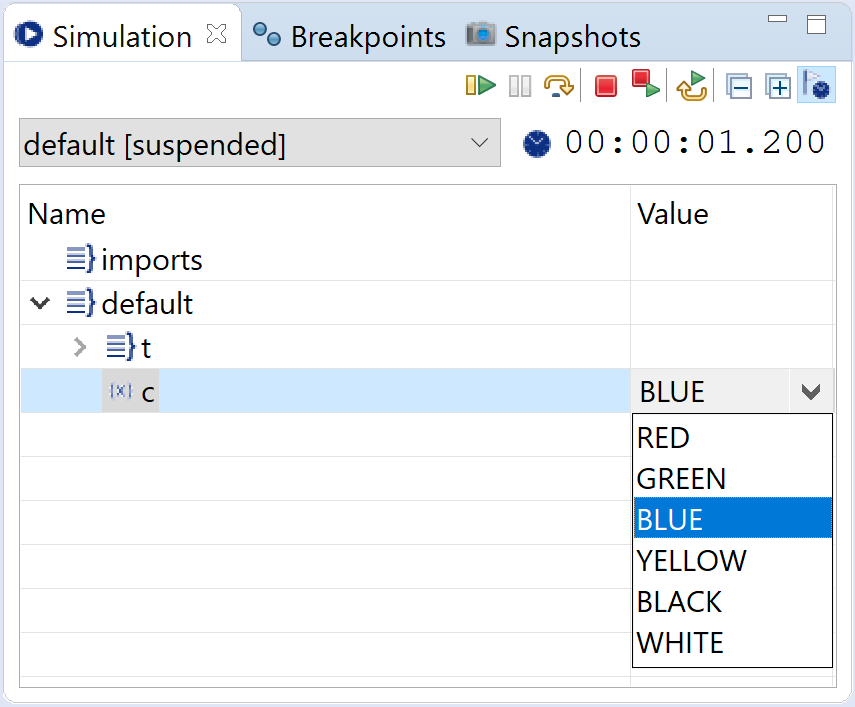 Simulation Breakpoints Snapshots
default [suspended] 00:00:01.200
Name Value
imports
default
t
(x) c BLUE
RED
GREEN
BLUE
YELLOW
BLACK
WHITE